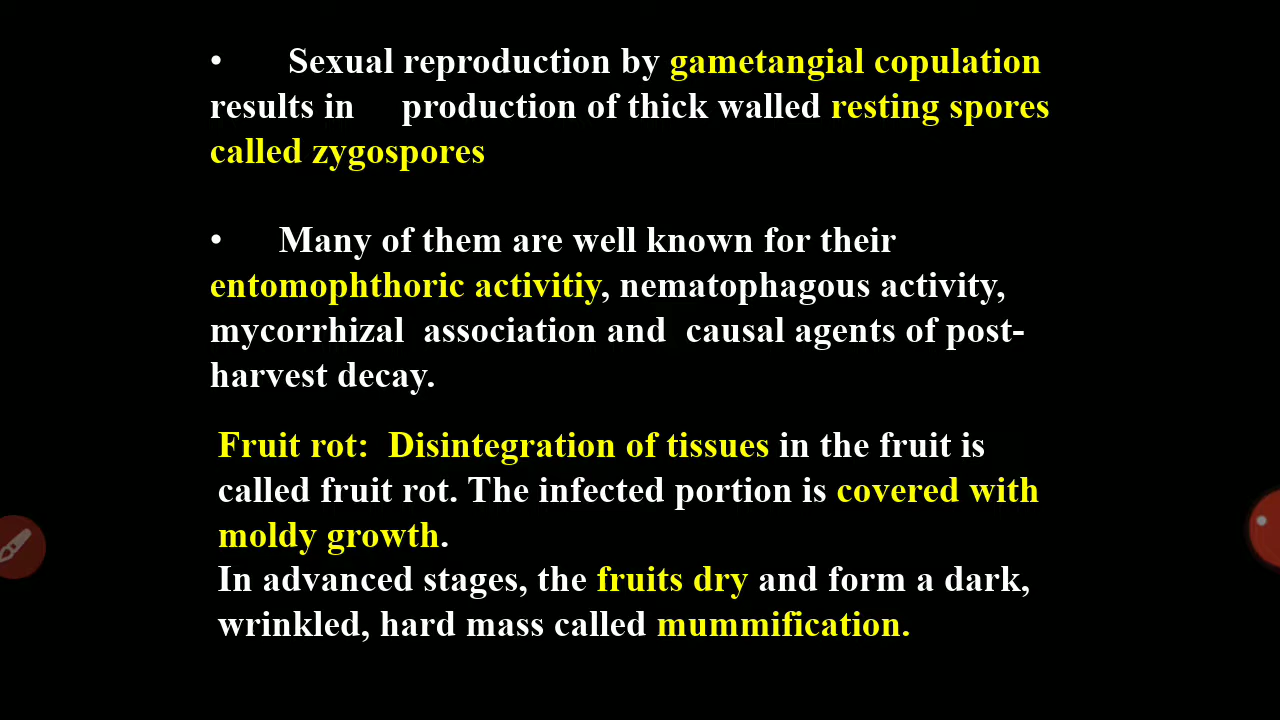 • Sexual reproduction by gametangial copulation
results in production of thick walled resting spores
called zygospores
• Many of them are well known for their
entomophthoric activitiy, nematophagous activity,
mycorrhizal association and causal agents of post-
harvest decay.
Fruit rot: Disintegration of tissues in the fruit is
called fruit rot. The infected portion is covered with
moldy growth.
In advanced stages, the fruits dry and form a dark,
wrinkled, hard mass called mummification.